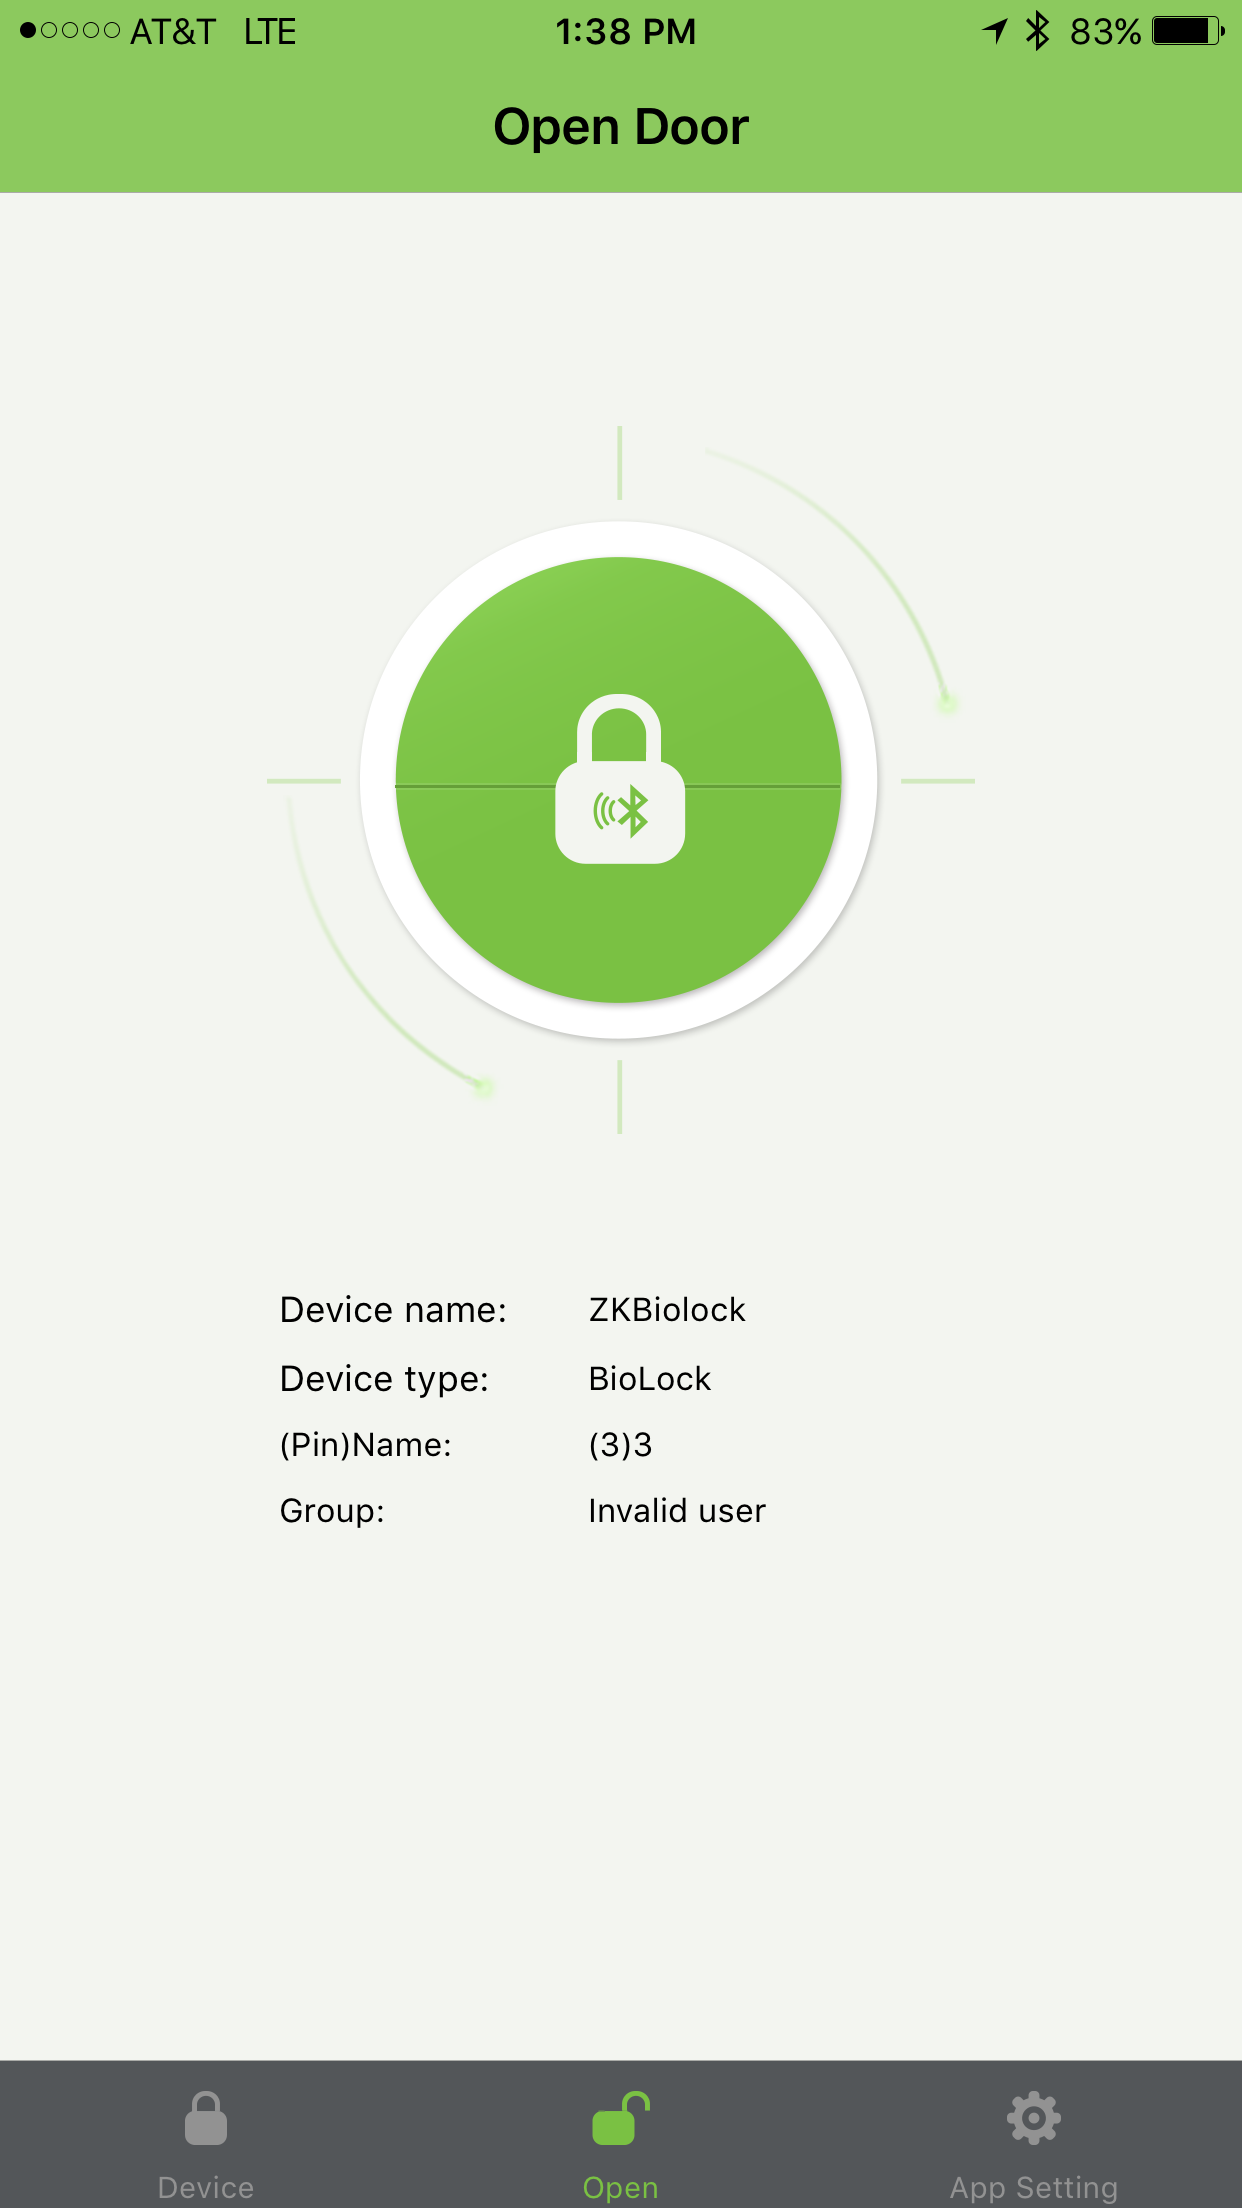 AT&T LTE 1:38 PM 83%
Open Door
Device name: ZKBiolock
Device type: BioLock
(Pin)Name: (3)3
Group: Invalid user
Device Open App Setting